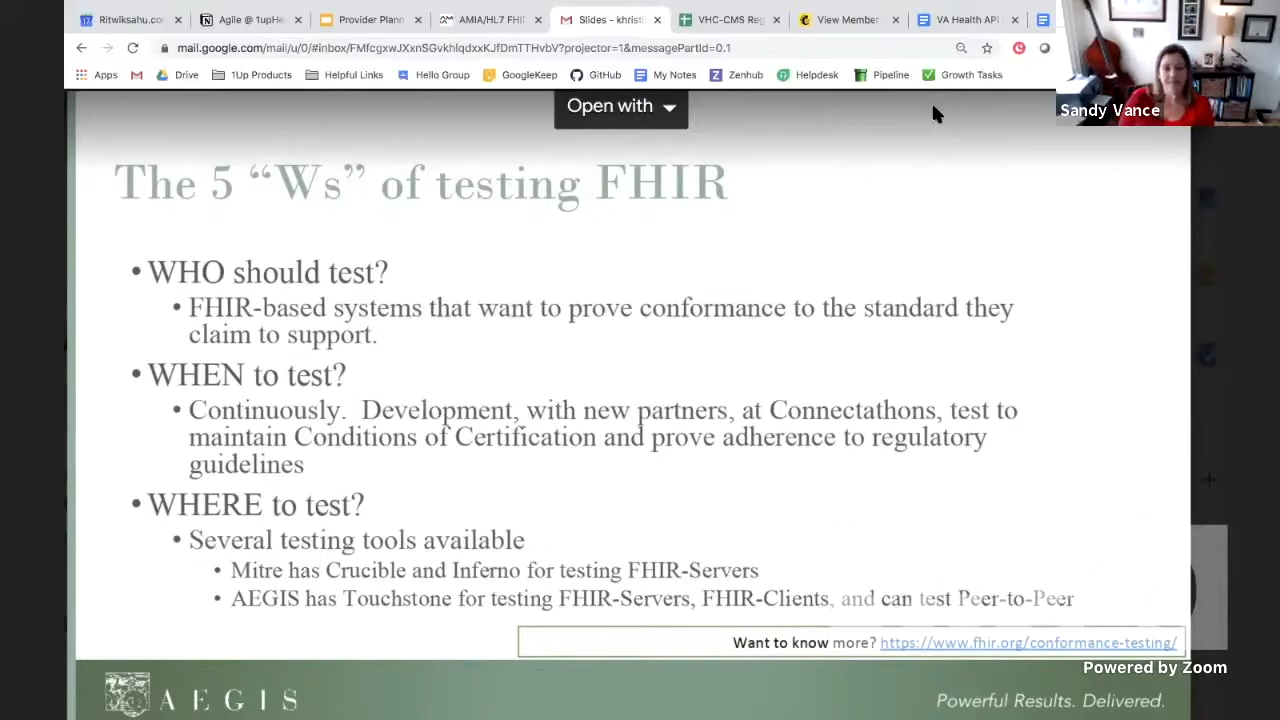 Ritwiksahu.co
Agile @ 1upHe
Provider Plann
AMIA/HL7 FHI
Slides - khristi
VHC-CMS Reg
View Member
VA Health API
mail.google.com/mail/u/0/#inbox/FMfcgxwJXxnSGvkhlqdxxKJfDmTTHvbV?projector=1&messagePartId=0.1
Apps
Drive
1Up Products
Helpful Links
Hello Group
GoogleKeep
GitHub
My Notes
Zenhub
Helpdesk
Pipeline
Growth Tasks
Sandy Vance
Open with
The 5 “Ws” of testing FHIR
• WHO should test?
• FHIR-based systems that want to prove conformance to the standard they
claim to support.
• WHEN to test?
• Continuously. Development, with new partners, at Connectathons, test to
maintain Conditions of Certification and prove adherence to regulatory
guidelines
• WHERE to test?
• Several testing tools available
• Mitre has Crucible and Inferno for testing FHIR-Servers
• AEGIS has Touchstone for testing FHIR-Servers, FHIR-Clients, and can test Peer-to-Peer
Want to know more? https://www.fhir.org/conformance-testing/
Powered by Zoom
AEGIS
Powerful Results. Delivered.